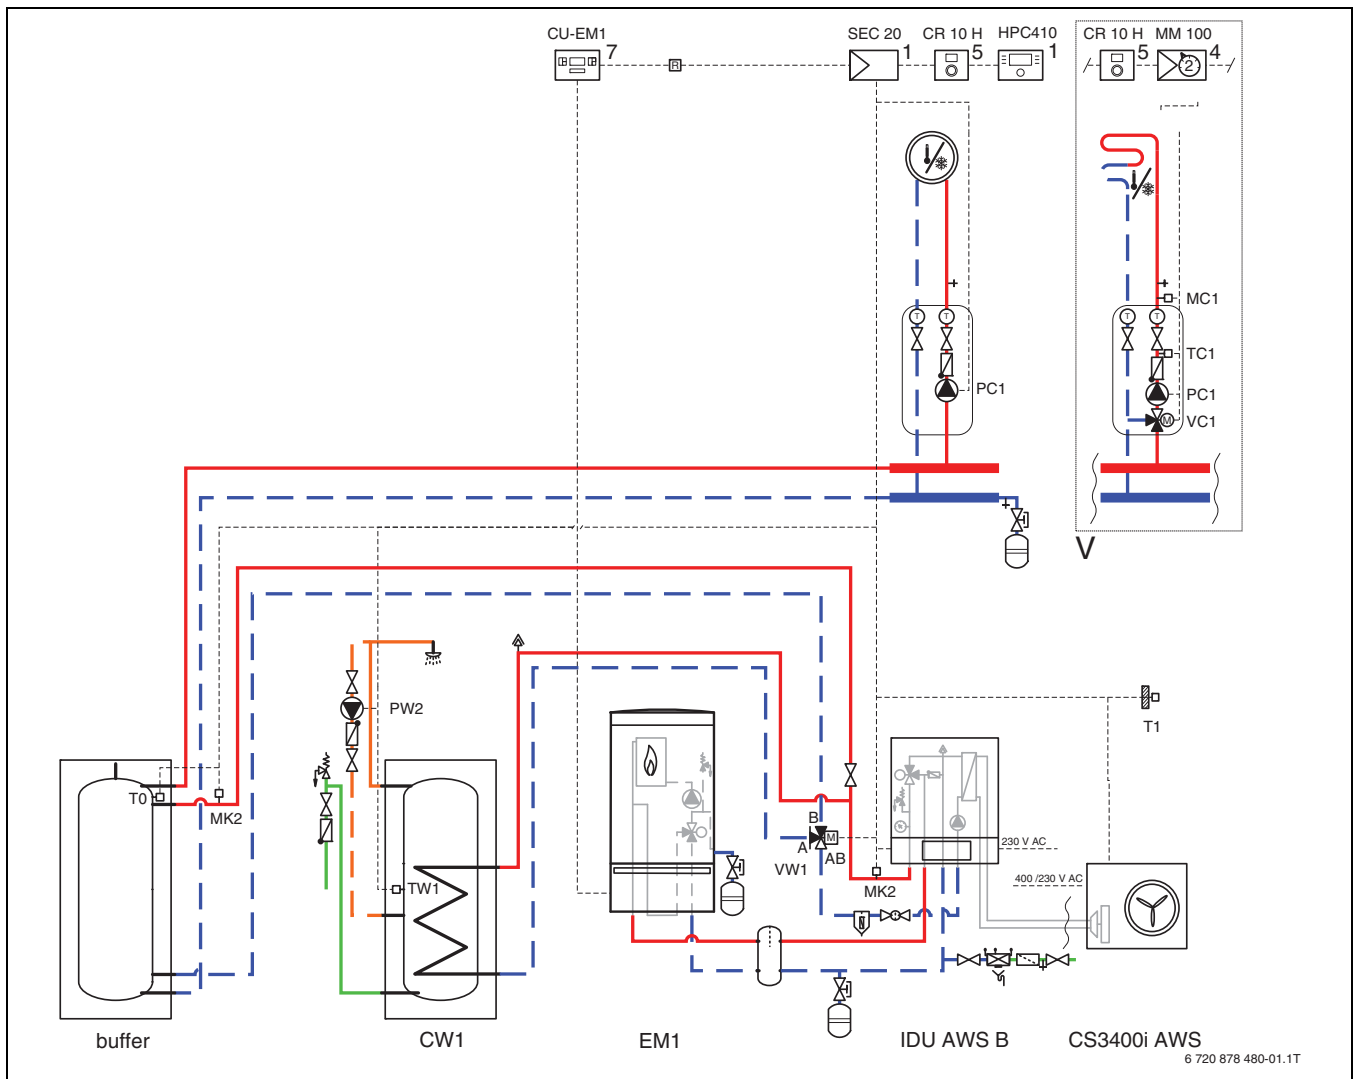 CU-EM1
7
R
SEC 20
1
CR 10 H
5
HPC410
1
CR 10 H
5
MM 100
4
2
T T
PC1
T T
MC1
TC1
PC1
M
VC1
V
PW2
T1
T0
MK2
B
A
M
AB
VW1
230 V AC
TW1
MK2
400 /230 V AC
buffer
CW1
EM1
IDU AWS B
CS3400i AWS
6 720 878 480-01.1T